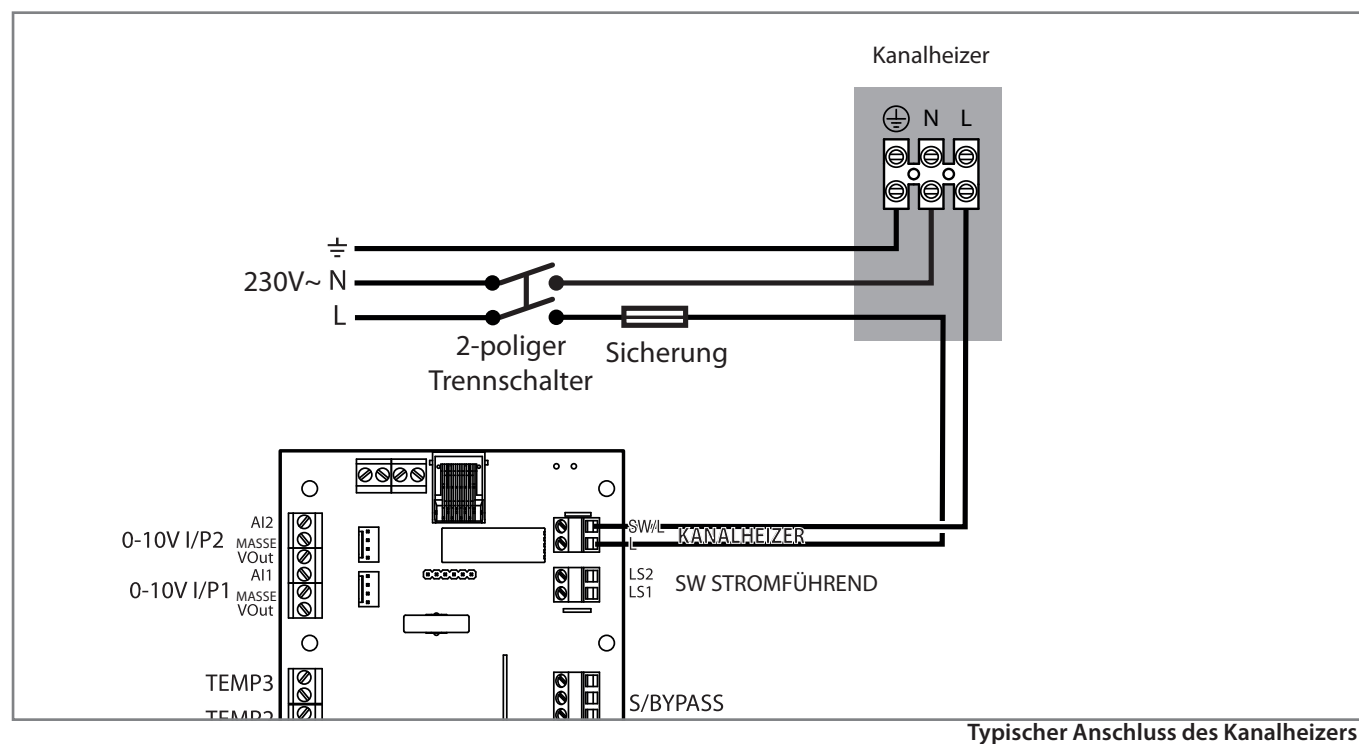 Kanalheizer
N L
230V~ N
L
2-poliger
Trennschalter
Sicherung
AI2
0-10V I/P2 MASSE
VOut
AI1
0-10V I/P1 MASSE
VOut
SW/L
KANALHEIZER
L
LS2
SW STROMFÜHREND
LS1
TEMP3
TEMP2
S/BYPASS
Typischer Anschluss des Kanalheizers